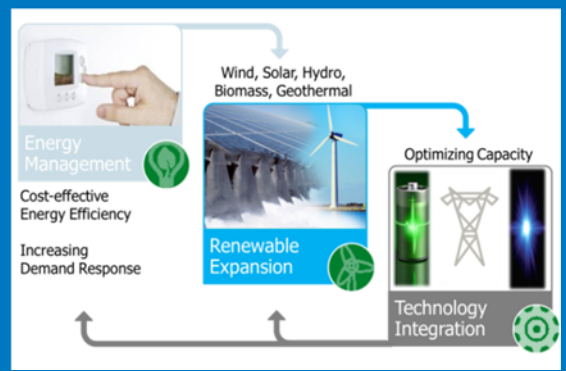 Energy
Management
Cost-effective
Energy Efficiency
Increasing
Demand Response
Wind, Solar, Hydro,
Biomass, Geothermal
Renewable
Expansion
Optimizing Capacity
Technology
Integration